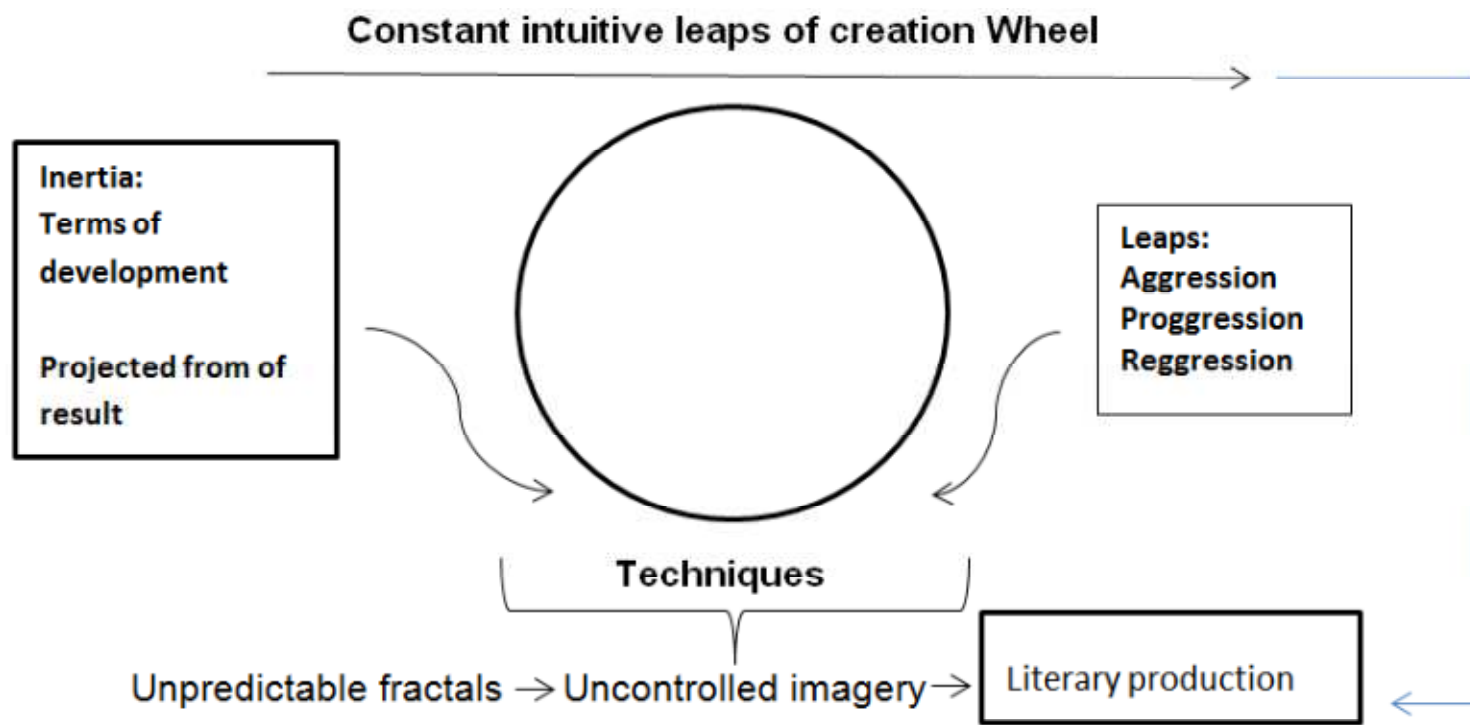 Constant intuitive leaps of creation Wheel
Inertia:
Terms of
development
Projected from of
result
Leaps:
Aggression
Proggression
Reggression
Techniques
Unpredictable fractals → Uncontrolled imagery → Literary production